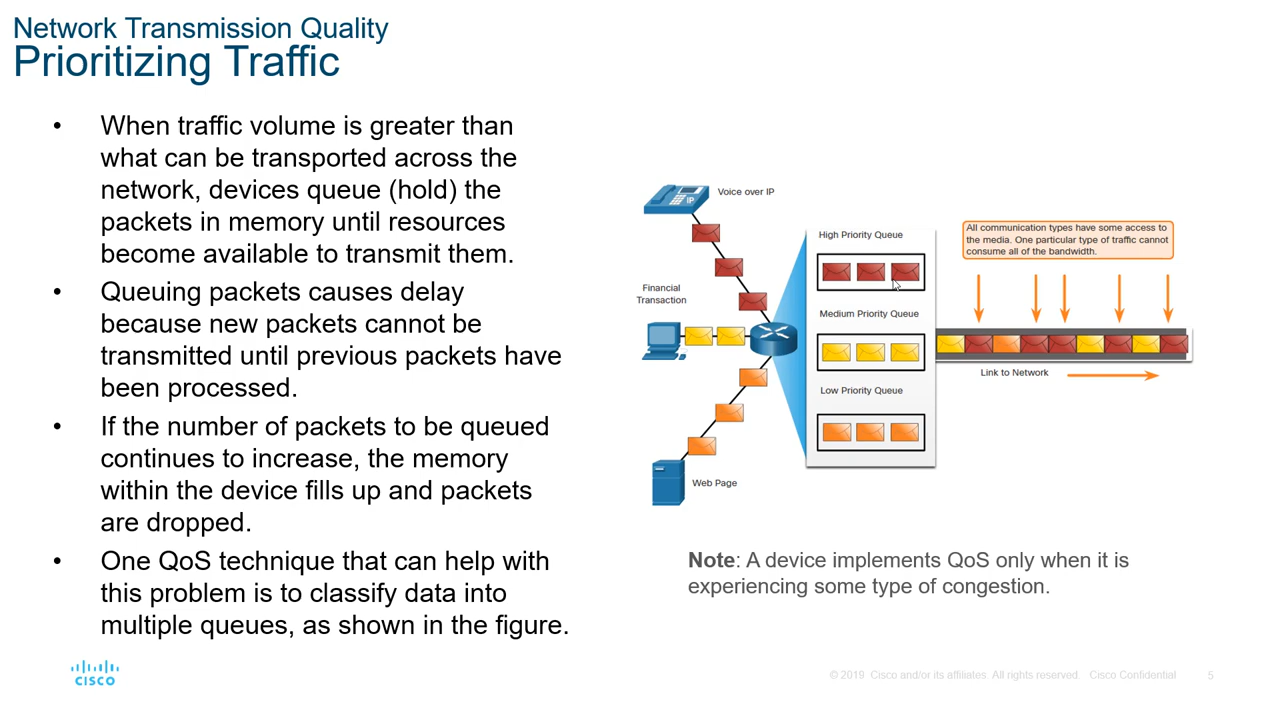 Network Transmission Quality
Prioritizing Traffic
• When traffic volume is greater than
what can be transported across the
network, devices queue (hold) the
packets in memory until resources
become available to transmit them.
• Queuing packets causes delay
because new packets cannot be
transmitted until previous packets have
been processed.
• If the number of packets to be queued
continues to increase, the memory
within the device fills up and packets
are dropped.
• One QoS technique that can help with
this problem is to classify data into
multiple queues, as shown in the figure.
Voice over IP
IP
Financial
Transaction
Web Page
High Priority Queue
Medium Priority Queue
Low Priority Queue
All communication types have some access to
the media. One particular type of traffic cannot
consume all of the bandwidth.
Link to Network
Note: A device implements QoS only when it is
experiencing some type of congestion.
CISCO
© 2019 Cisco and/or its affiliates. All rights reserved. Cisco Confidential
5